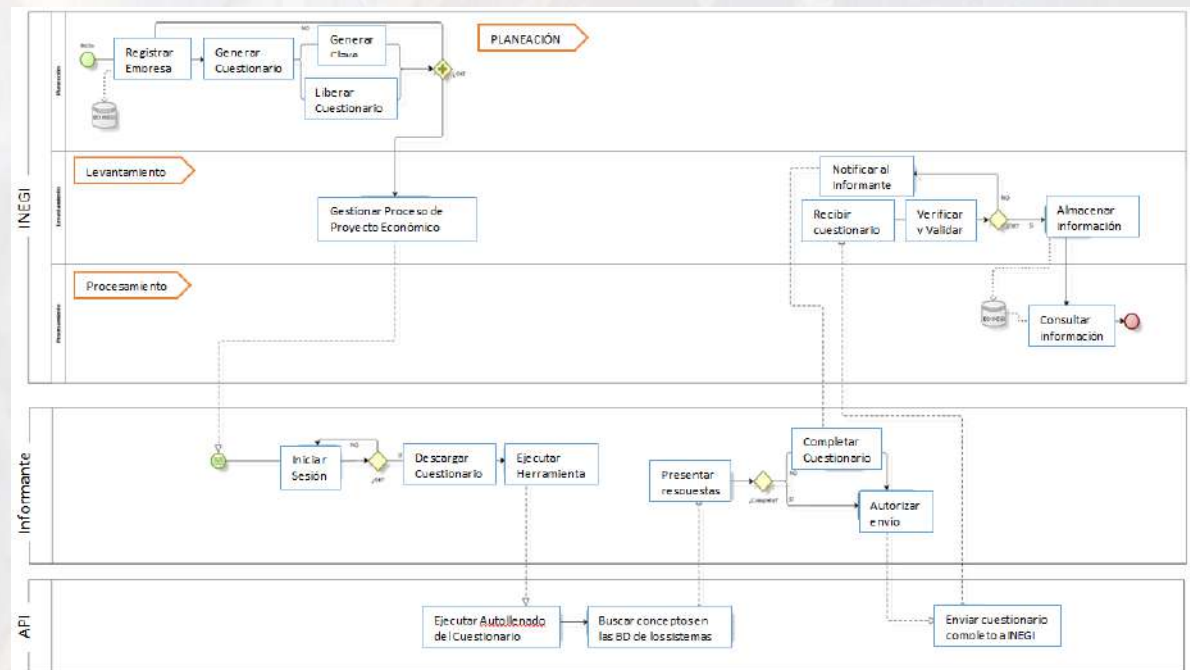 PLANEACIÓN
Inicio
Registrar
Empresa
Generar
Cuestionario
NO
Generar
Clave
Liberar
Cuestionario
Planeación
INEGI
Levantamiento
Gestionar Proceso de
Proyecto Económico
Notificar al
Informante
Recibir
cuestionario
Verificar
y Validar
NO
Almacenar
información
Procesamiento
Consultar
información
Informante
Iniciar
Sesión
NO
Descargar
Cuestionario
Ejecutar
Herramienta
Presentar
respuestas
Completar
Cuestionario
NO
Autorizar
envío
API
Ejecutar Autollenado
del Cuestionario
Buscar conceptos en
las BD de los sistemas
Enviar cuestionario
completo a INEGI